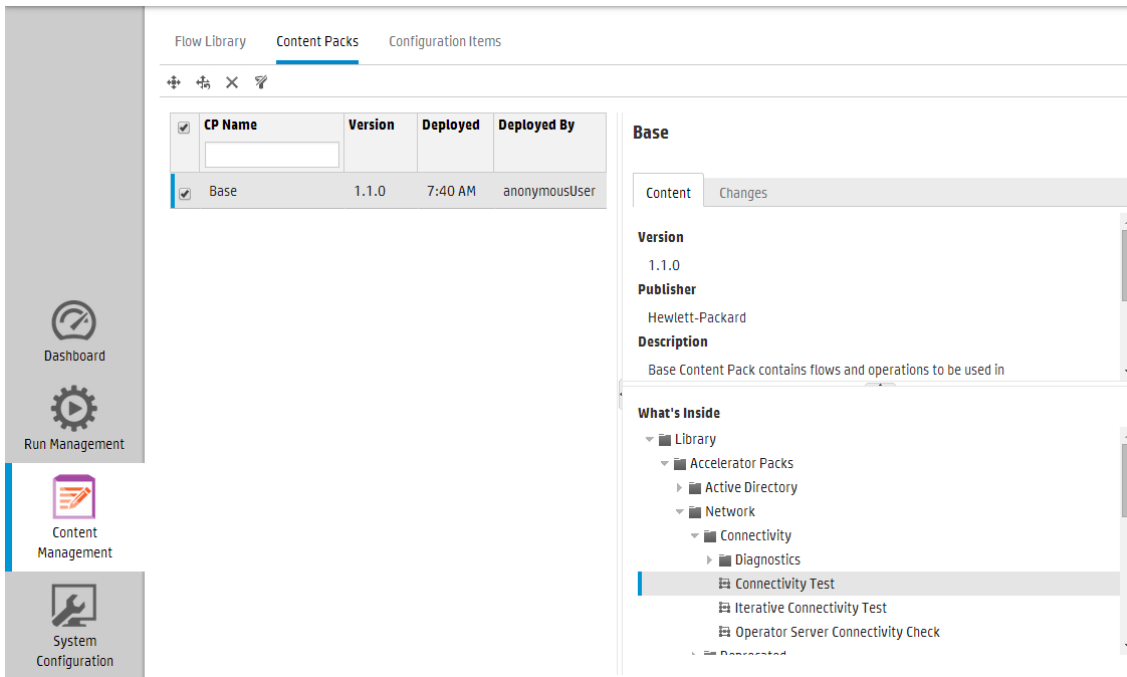 Flow Library Content Packs Configuration Items
CP Name Version Deployed Deployed By
Base 1.1.0 7:40 AM anonymousUser
Base
Content Changes
Version
1.1.0
Publisher
Hewlett-Packard
Description
Base Content Pack contains flows and operations to be used in
What's Inside
Library
Accelerator Packs
Active Directory
Network
Connectivity
Diagnostics
Connectivity Test
Iterative Connectivity Test
Operator Server Connectivity Check
Deprecated
Dashboard
Run Management
Content
Management
System
Configuration